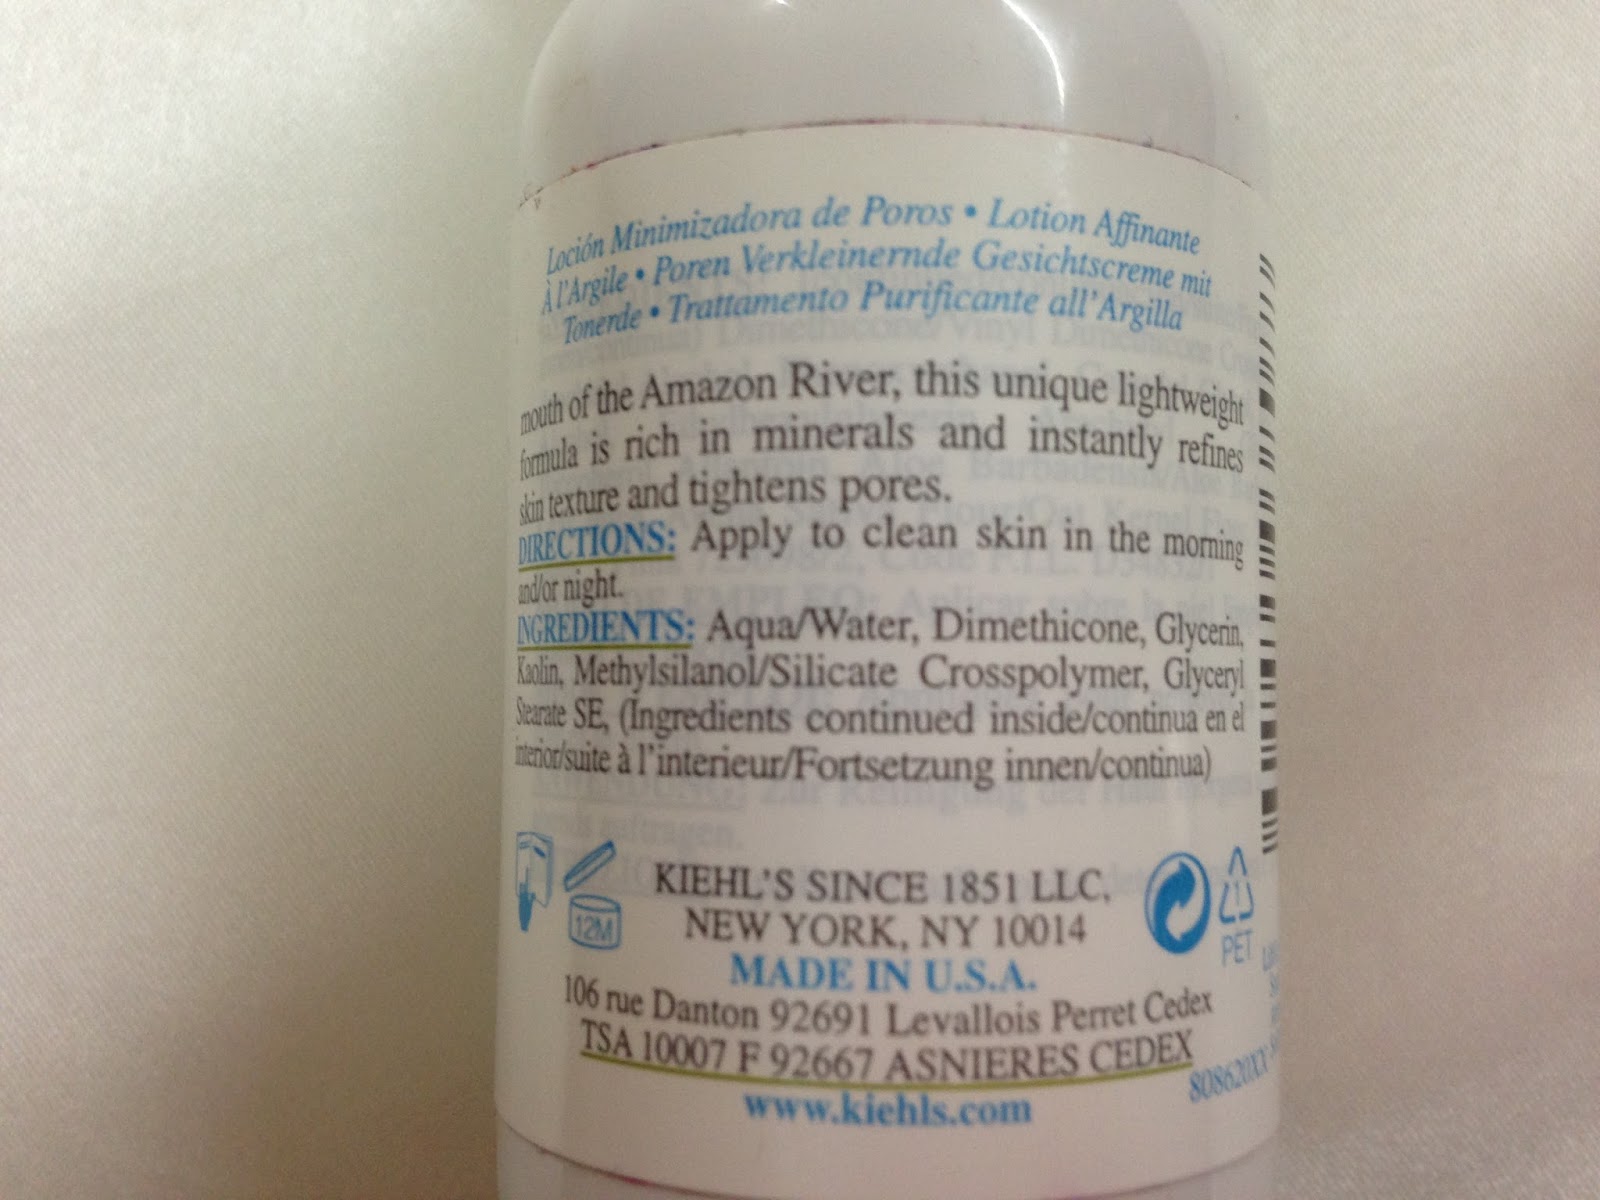 Loción Minimizadora de Poros • Lotion Affinante
À l'Argile • Poren Verkleinernde Gesichtscreme mit
Tonerde • Trattamento Purificante all'Argilla
mouth of the Amazon River, this unique lightweight
formula is rich in minerals and instantly refines
skin texture and tightens pores.
DIRECTIONS: Apply to clean skin in the morning
and/or night.
INGREDIENTS: Aqua/Water, Dimethicone, Glycerin,
Kaolin, Methylsilanol/Silicate Crosspolymer, Glyceryl
Stearate SE, (Ingredients continued inside/continua en el
interior/suite à l'interieur/Fortsetzung innen/continua)
12M
KIEHL'S SINCE 1851 LLC,
NEW YORK, NY 10014
MADE IN U.S.A.
106 rue Danton 92691 Levallois Perret Cedex
TSA 10007 F 92667 ASNIERES CEDEX
www.kiehls.com
1
PET
808620XX